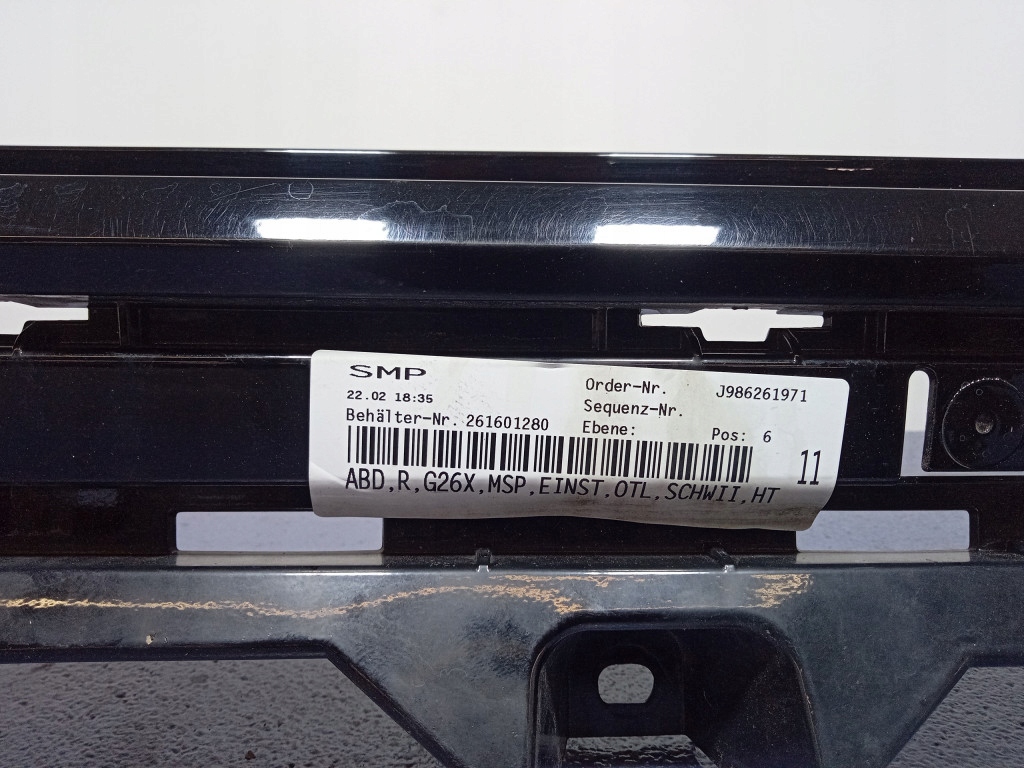 SMP
22.02 18:35
Behälter-Nr. 261601280
Order-Nr. J986261971
Sequenz-Nr.
Ebene: Pos: 6
11
ABD,R,G26X,MSP,EINST.OTL,SCHWII,HT